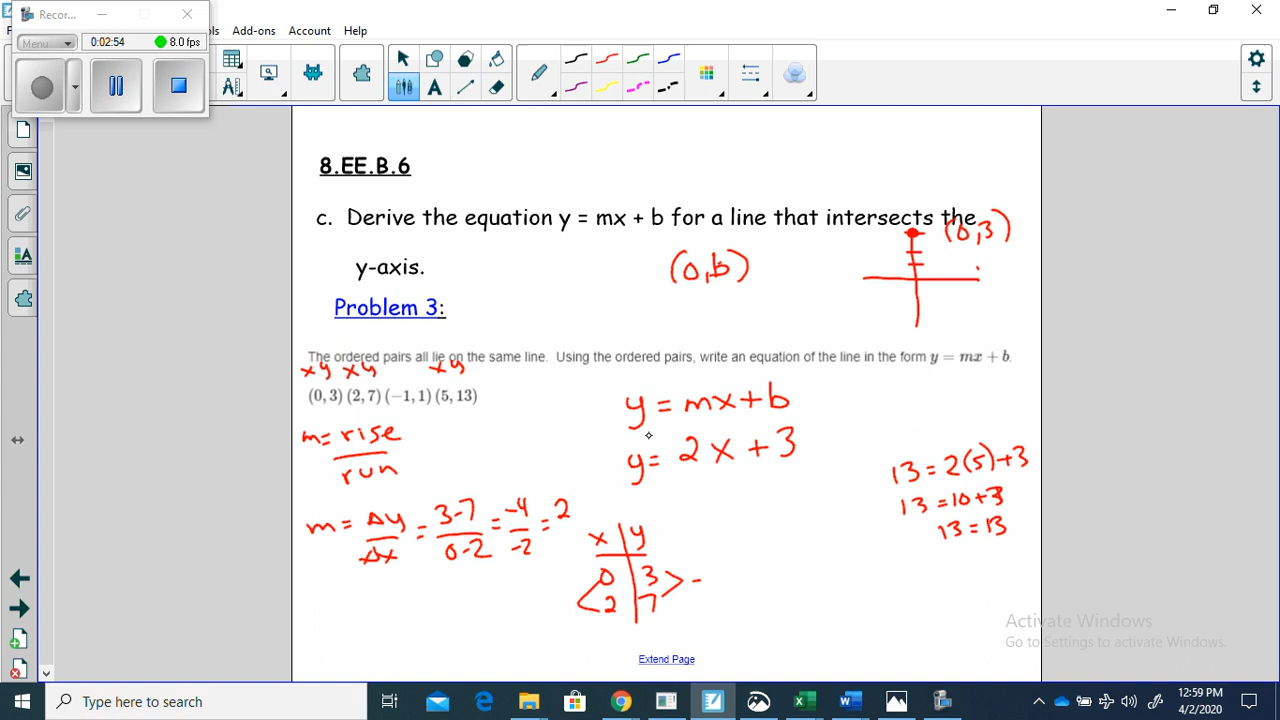 Recor...
Menu
0:02:54
8.0 fps
ls Add-ons Account Help
8.EE.B.6
c. Derive the equation y = mx + b for a line that intersects the
(0,3)
y-axis.
(0,b)
Problem 3:
The ordered pairs all lie on the same line. Using the ordered pairs, write an equation of the line in the form y = mx + b.
x y x y x y
(0, 3) (2, 7) (−1, 1) (5, 13)
y = mx+b
m= rise
run
y= 2x + 3
13 = 2(5)+3
13 = 10+3
13 = 13
m = Δy/Δx = 3-7/0-2 = -4/-2 = 2
x | y
0 | 3 > -
< 2 | 7
Activate Windows
Go to Settings to activate Windows.
Extend Page
Type here to search
12:59 PM
4/2/2020